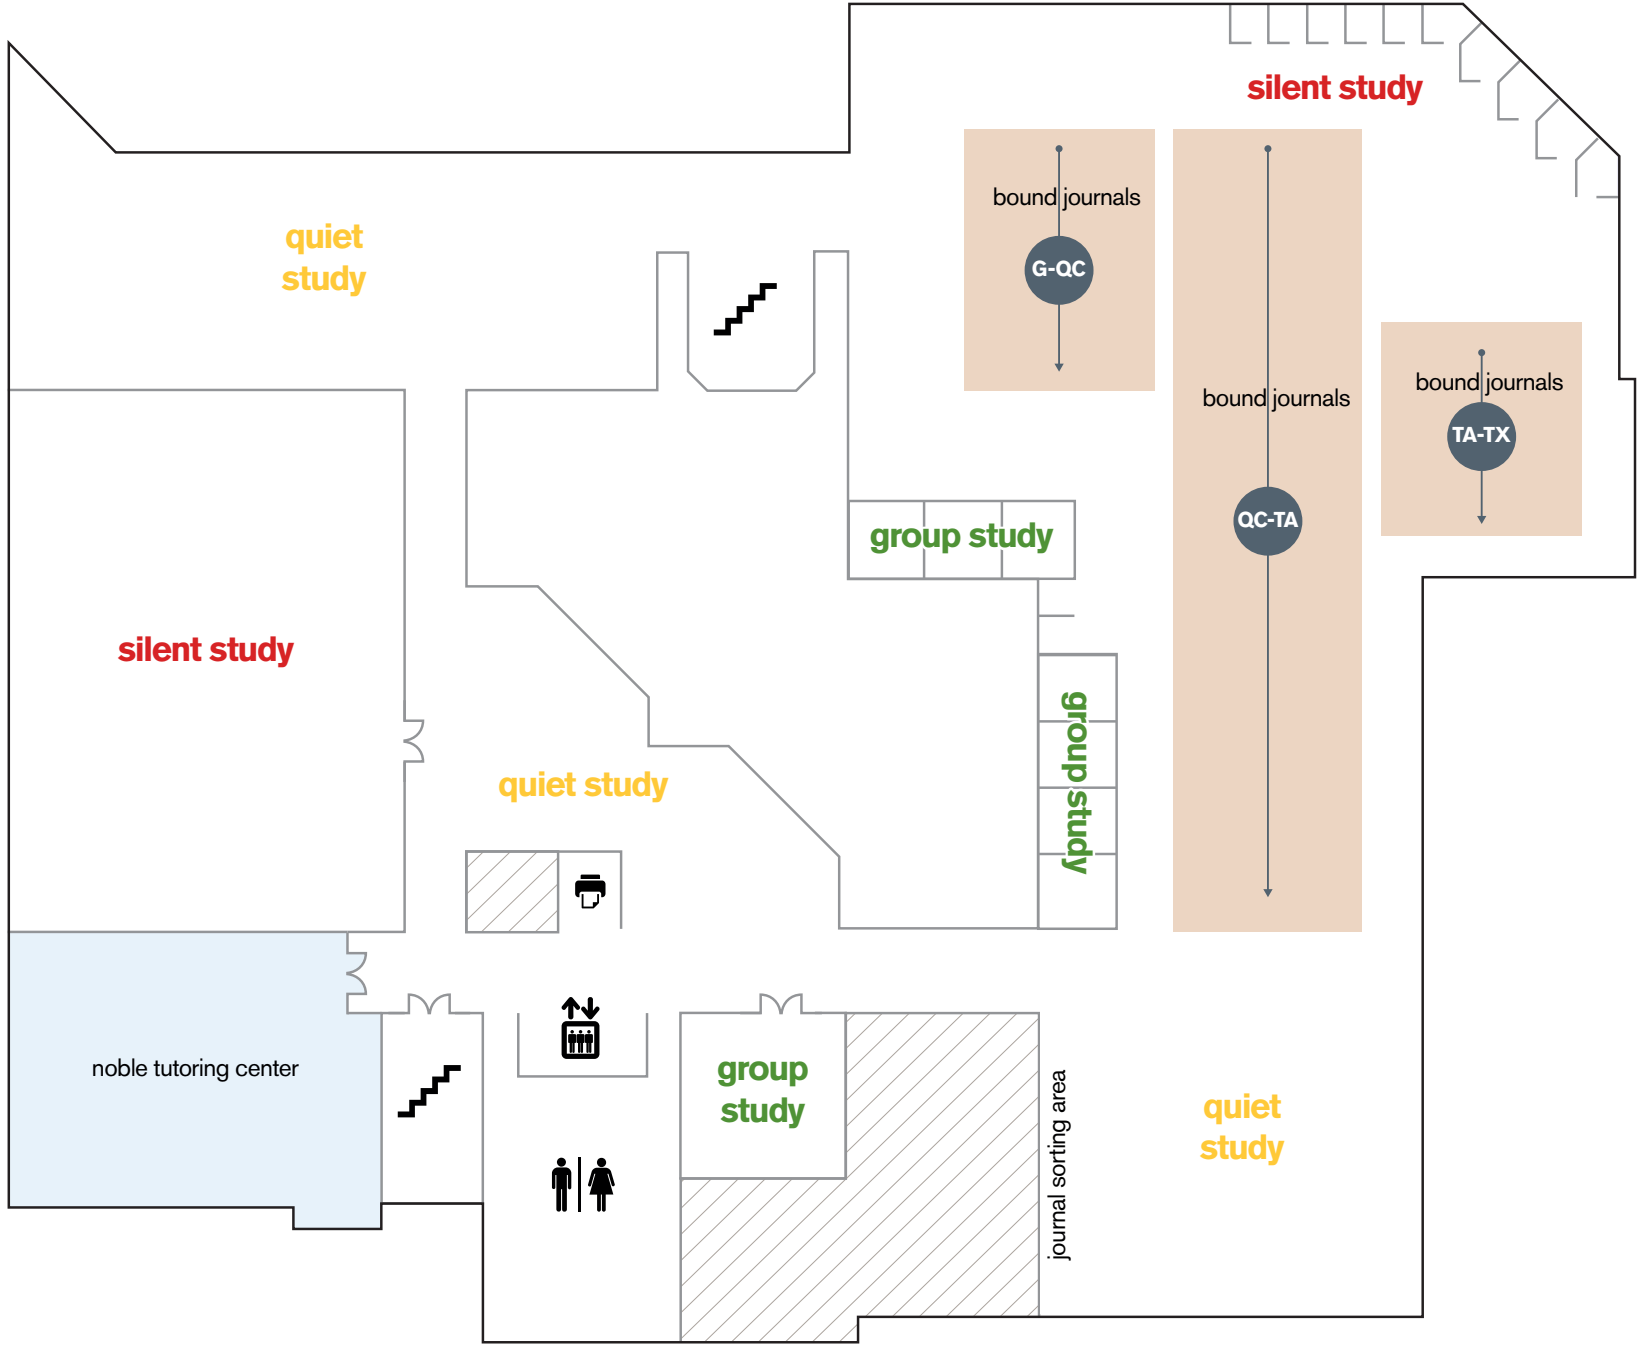 silent study
bound journals
G-QC
quiet
study
bound journals
QC-TA
bound journals
TA-TX
group study
silent study
group study
quiet study
noble tutoring center
group
study
journal sorting area
quiet
study